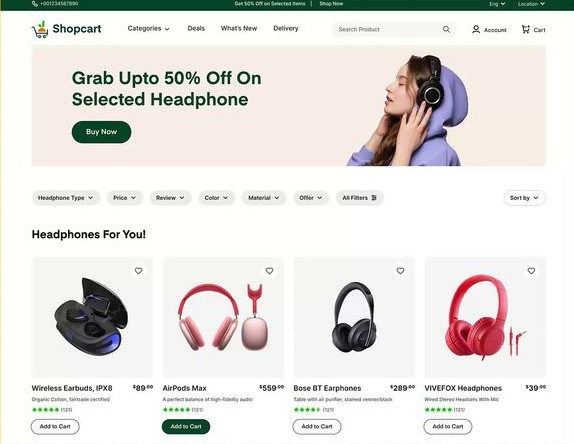 +001234567890
Get 50% Off on Selected Items | Shop Now
Eng
Location
Shopcart
Categories
Deals
What's New
Delivery
Search Product
Account
Cart
Grab Upto 50% Off On
Selected Headphone
Buy Now
Headphone Type
Price
Review
Color
Material
Offer
All Filters
Sort by
Headphones For You!
Wireless Earbuds, IPX8
$89.00
Organic Cotton, fairtrade certified
(121)
Add to Cart
AirPods Max
$559.00
A perfect balance of high-fidelity audio
(121)
Add to Cart
Bose BT Earphones
$289.00
Table with air purifier, stained venner/black
(121)
Add to Cart
VIVEFOX Headphones
$39.00
Wired Stereo Headsets With Mic
(121)
Add to Cart